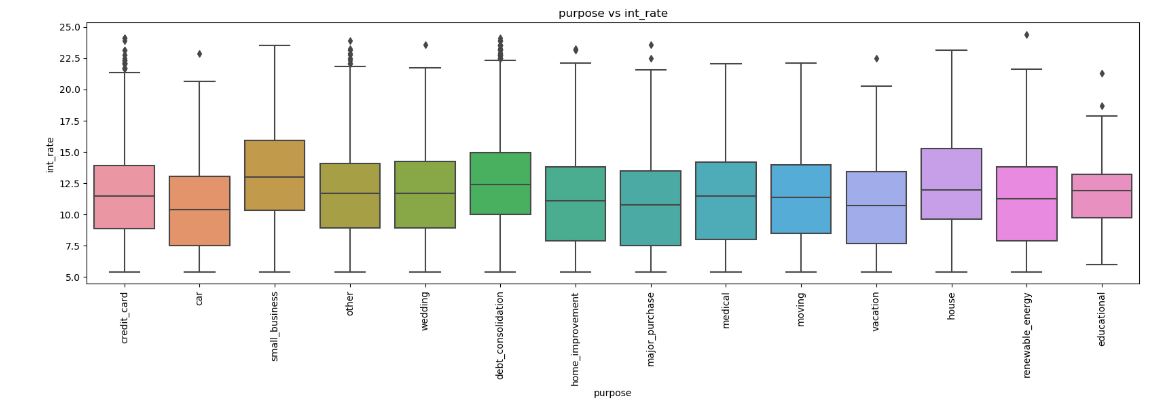 purpose vs int_rate
25.0
22.5
20.0
17.5
15.0
12.5
10.0
7.5
5.0
int_rate
credit_card
car
small_business
other
wedding
debt_consolidation
home_improvement
major_purchase
medical
moving
vacation
house
renewable_energy
educational
purpose